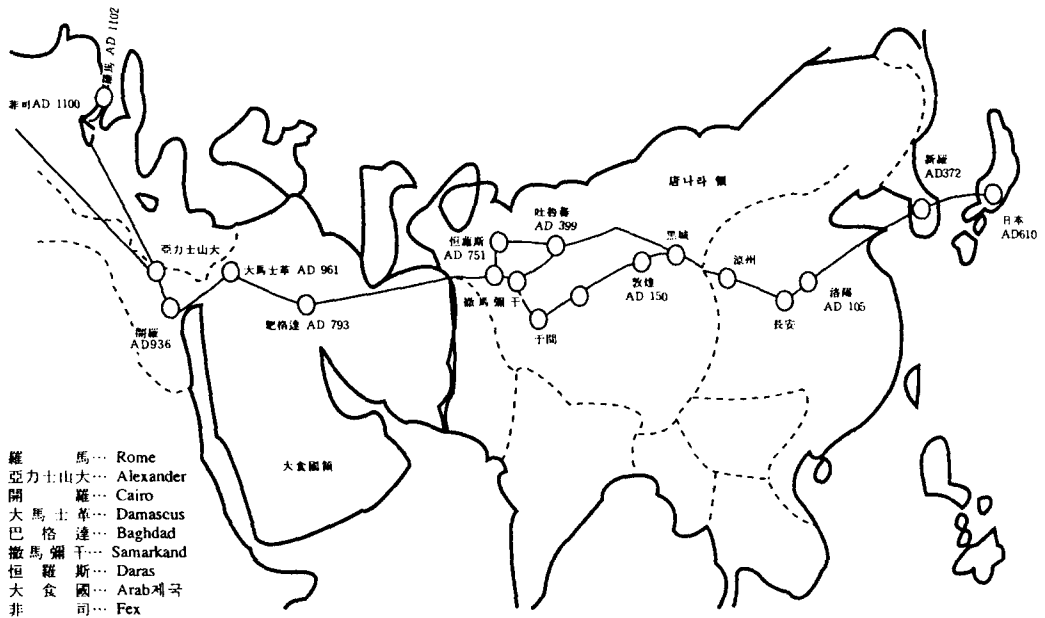 羅馬 AD 1102
菲司 AD 1100
亞力士山大
大馬士革 AD 961
開羅
AD936
肥格達 AD 793
恒羅斯
AD 751
吐魯番
AD 399
撒馬彌干
于闐
敦煌
AD 150
黑城
涼州
長安
洛陽
AD 105
唐나라 領
新羅
AD372
日本
AD610
大食國領
羅 馬… Rome
亞力士山大… Alexander
開 羅… Cairo
大馬士革… Damascus
巴格達… Baghdad
撒馬彌干… Samarkand
恒羅斯… Daras
大食國… Arab제국
非 司… Fex